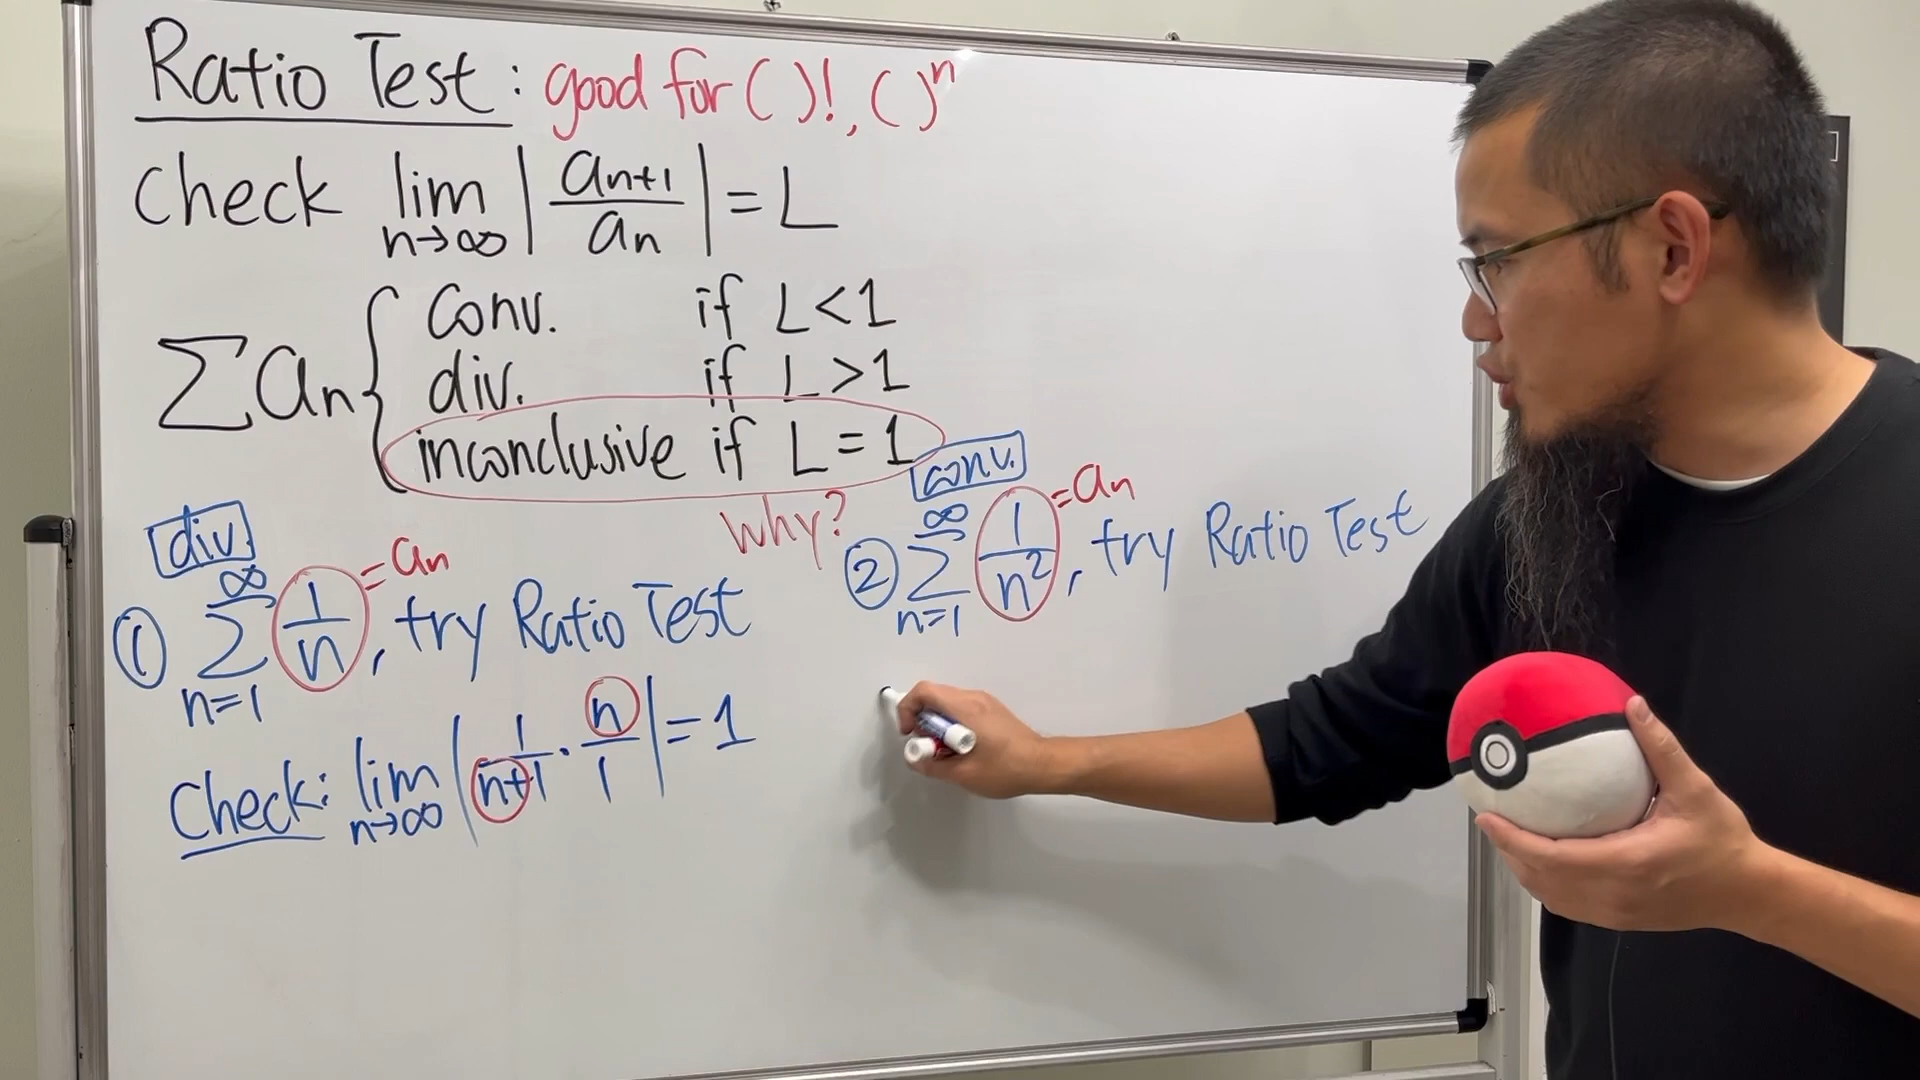 Ratio Test: good for ( )!, ( )ⁿ
Check lim n→∞ | aₙ₊₁ / aₙ | = L
∑ aₙ { Conv. if L < 1
div. if L > 1
inconclusive if L = 1
why?
div.
① ∞ ∑ n=1 1/n = aₙ, try Ratio Test
Check: lim n→∞ | 1/(n+1) · n/1 | = 1
conv.
② ∞ ∑ n=1 1/n² = aₙ, try Ratio Test